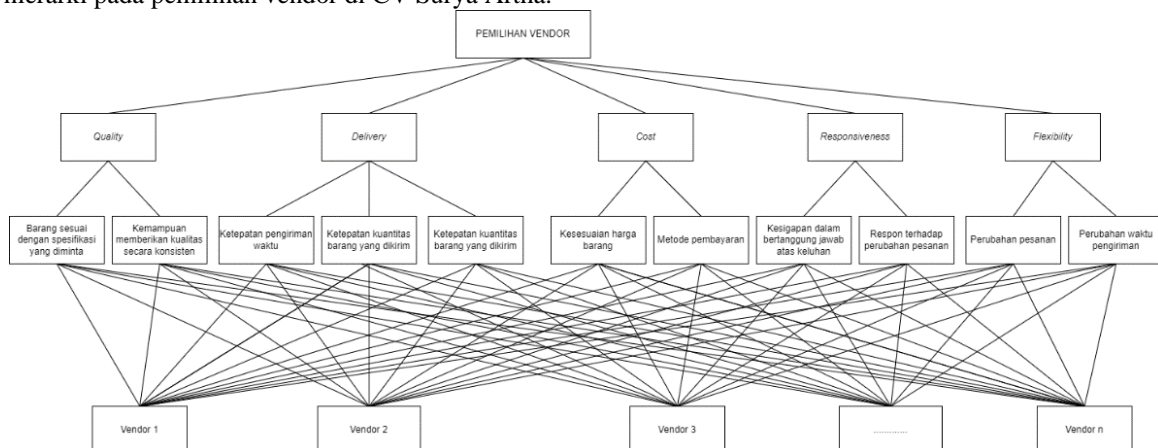 pada pemilihan vendor di CV Surya Artha.
PEMILIHAN VENDOR
Quality
Delivery
Cost
Responsiveness
Flexibility
Barang sesuai
dengan spesifikasi
yang diminta
Kemampuan
memberikan kualitas
secara konsisten
Ketepatan pengiriman
waktu
Ketepatan kuantitas
barang yang dikirim
Ketepatan kuantitas
barang yang dikirim
Kesesuaian harga
barang
Metode pembayaran
Kesigapan dalam
bertanggung jawab
atas keluhan
Respon terhadap
perubahan pesanan
Perubahan pesanan
Perubahan waktu
pengiriman
Vendor 1
Vendor 2
Vendor 3
.............
Vendor n